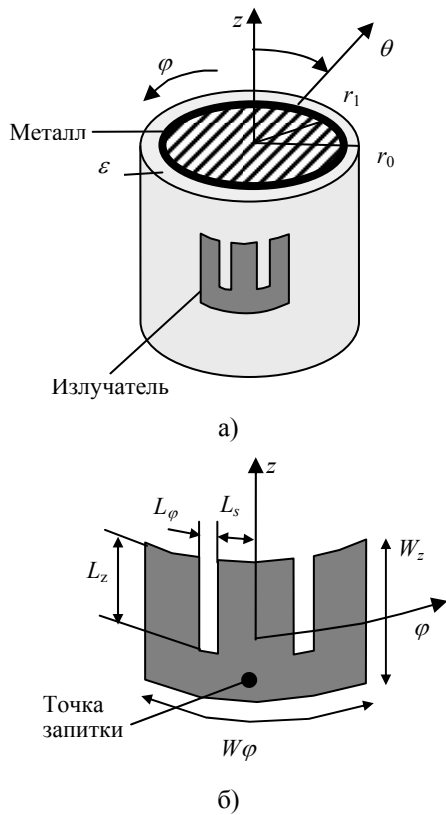 z
θ
φ
r₁
Металл
r₀
ε
Излучатель
а)
z
Lφ
Ls
Wz
Lz
φ
Точка
запитки
Wφ
б)